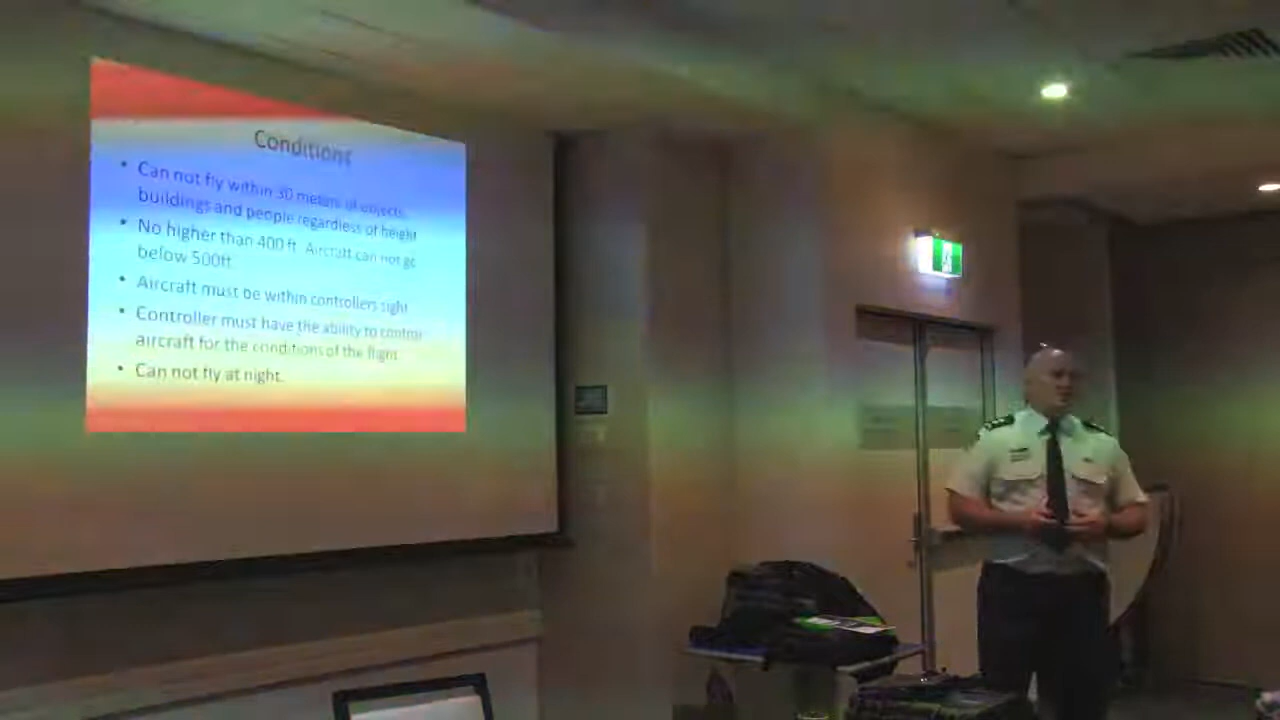 Conditions
• Can not fly within 30 meters of objects,
buildings and people regardless of height
• No higher than 400 ft. Aircraft can not go
below 500ft.
• Aircraft must be within controllers sight
• Controller must have the ability to control
aircraft for the conditions of the flight.
• Can not fly at night.